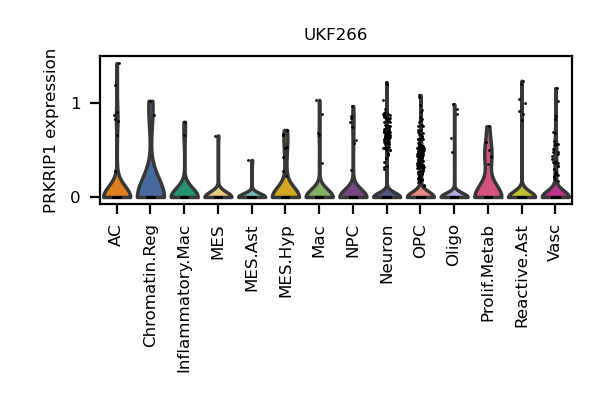 UKF266
PRKRIP1 expression
1
0
AC
Chromatin.Reg
Inflammatory.Mac
MES
MES.Ast
MES.Hyp
Mac
NPC
Neuron
OPC
Oligo
Prolif.Metab
Reactive.Ast
Vasc